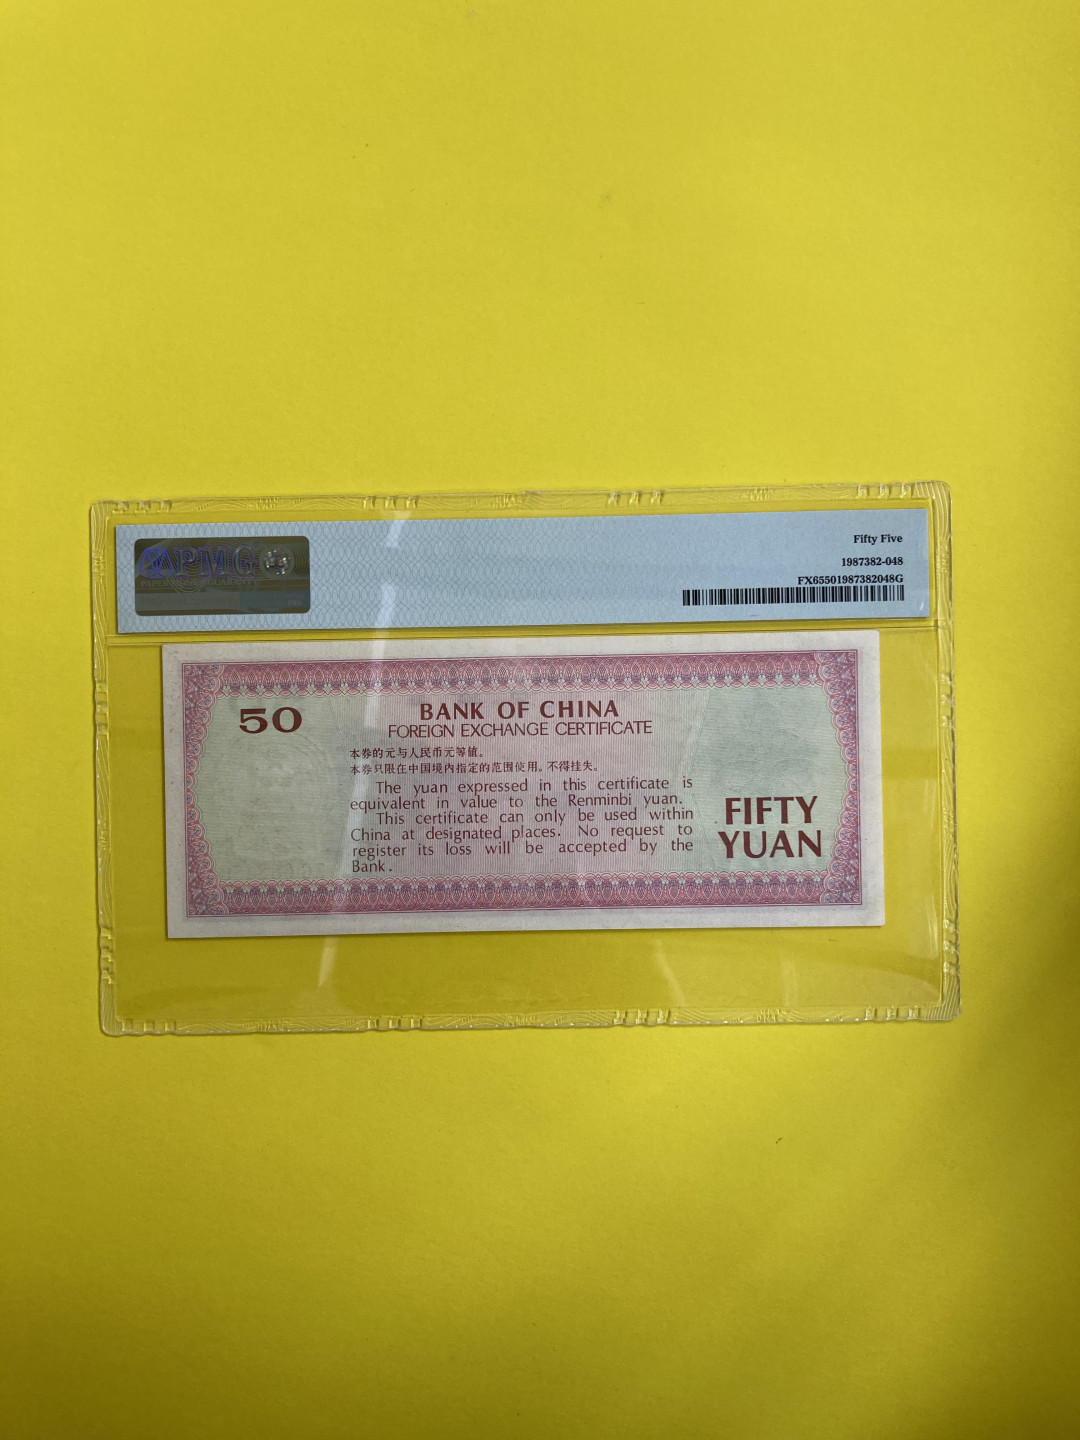 PMG
Fifty Five
1987382-048
FX65501987382048G
50
BANK OF CHINA
FOREIGN EXCHANGE CERTIFICATE
本券的元与人民币元等值。
本券只限在中国境内指定的范围使用。不得挂失。
The yuan expressed in this certificate is
equivalent in value to the Renminbi yuan.
This certificate can only be used within
China at designated places. No request to
register its loss will be accepted by the
Bank.
FIFTY
YUAN